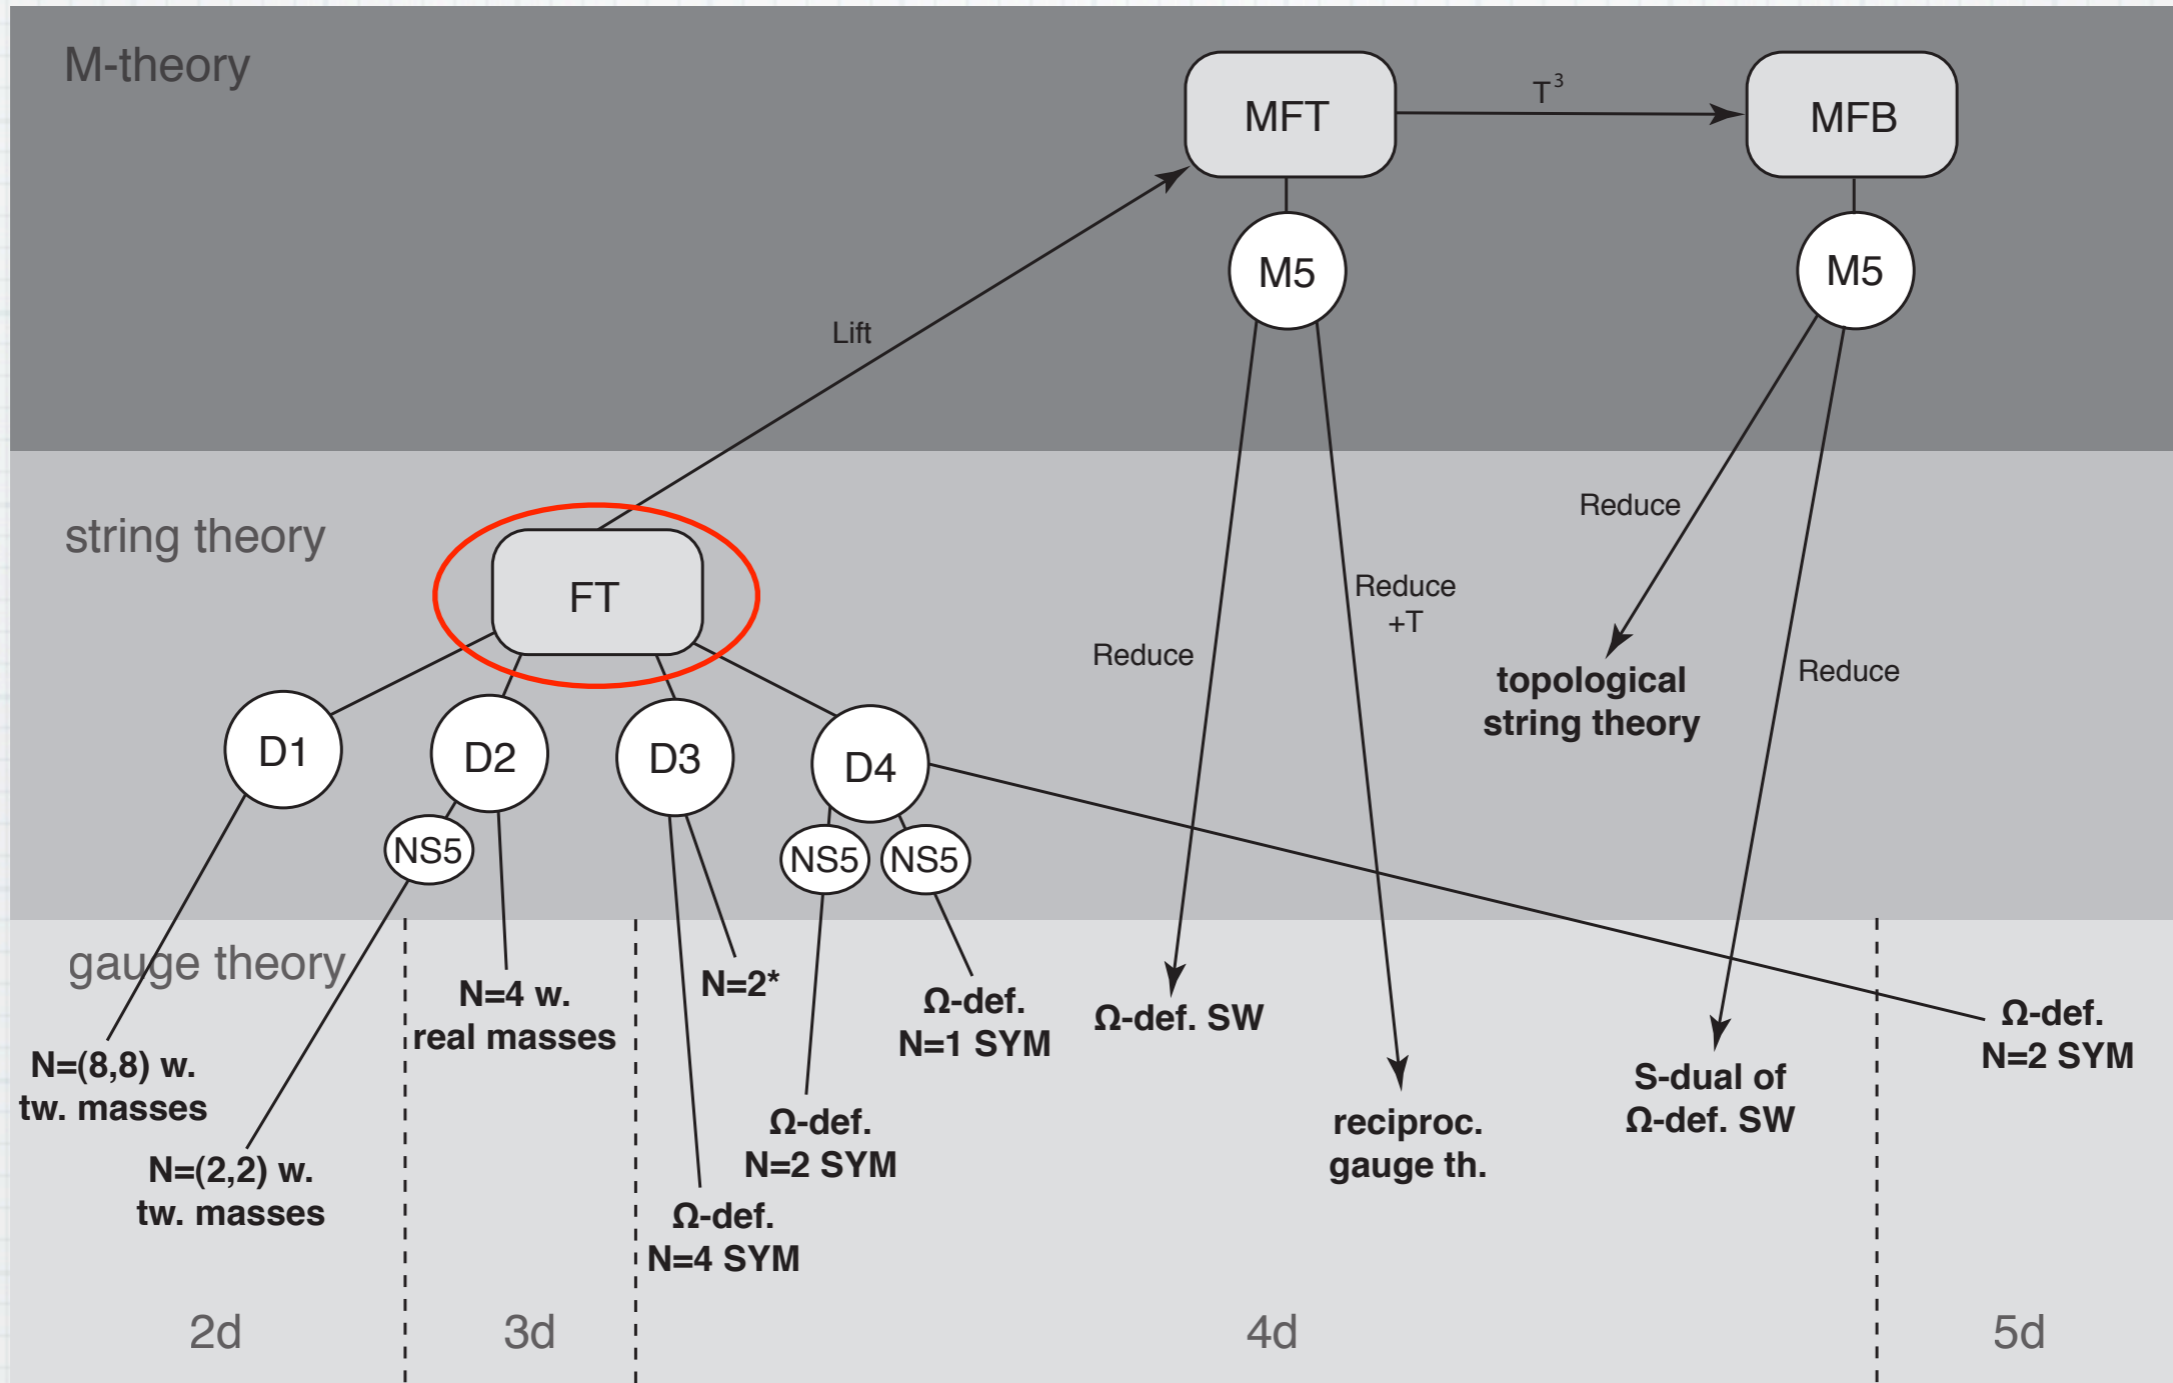 M-theory
MFT
T³
MFB
M5
M5
Lift
string theory
Reduce
FT
Reduce
+T
Reduce
Reduce
topological
string theory
D1
D2
D3
D4
NS5
NS5
NS5
gauge theory
N=4 w.
real masses
N=2*
Ω-def.
N=1 SYM
Ω-def. SW
Ω-def.
N=2 SYM
N=(8,8) w.
tw. masses
S-dual of
Ω-def. SW
Ω-def.
N=2 SYM
reciproc.
gauge th.
N=(2,2) w.
tw. masses
Ω-def.
N=4 SYM
2d
3d
4d
5d